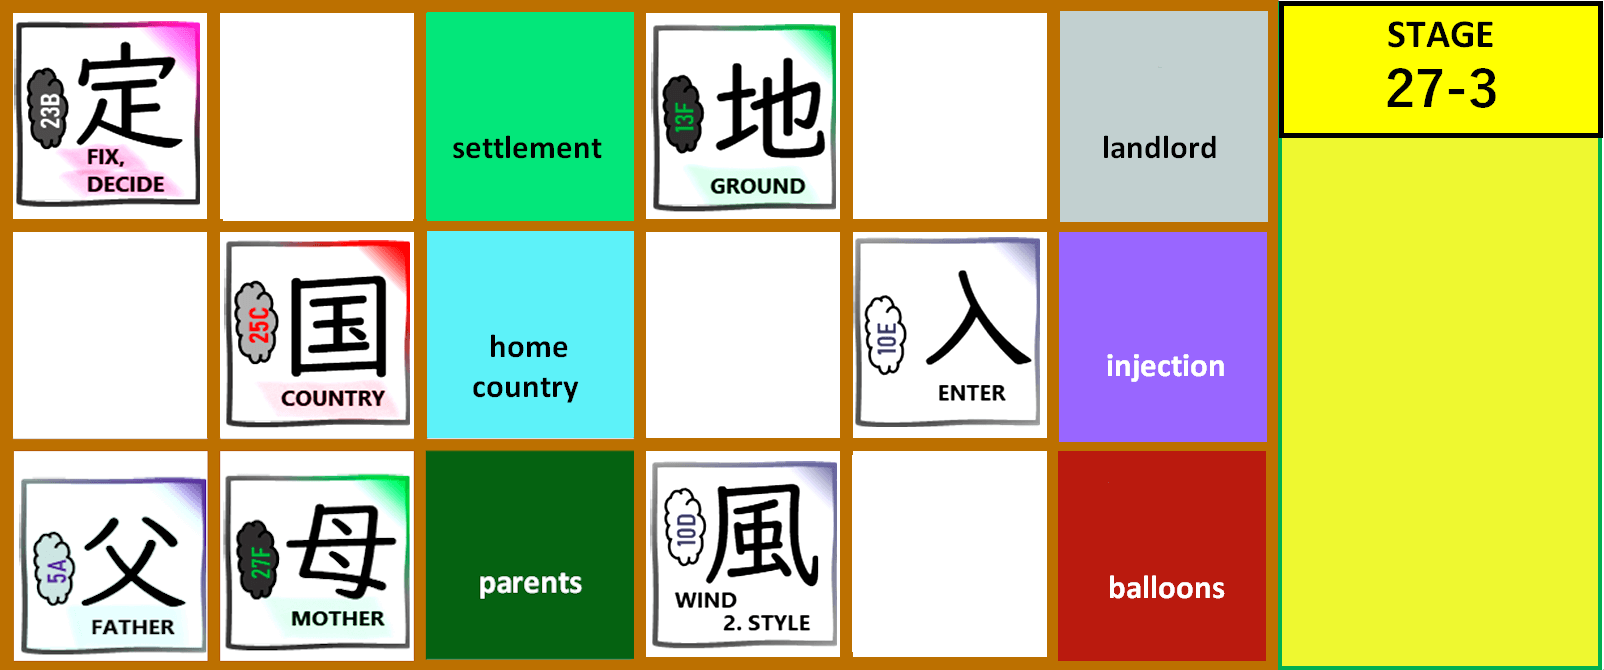 23B
定
FIX,
DECIDE
settlement
13F
地
GROUND
landlord
STAGE
27-3
25C
国
COUNTRY
home
country
10E
入
ENTER
injection
5A
父
FATHER
27F
母
MOTHER
parents
10D
風
WIND
2. STYLE
balloons